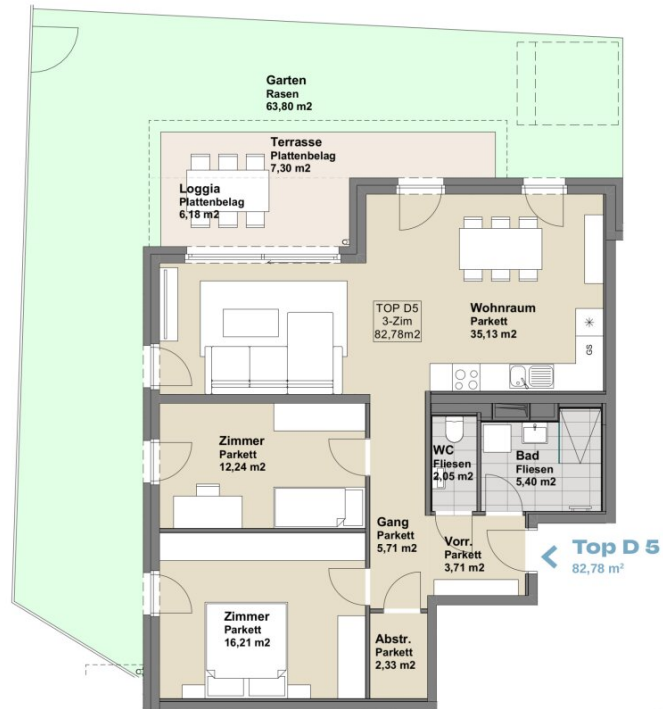 Garten
Rasen
63,80 m2
Terrasse
Plattenbelag
7,30 m2
Loggia
Plattenbelag
6,18 m2
TOP D5
3-Zim
82,78m2
Wohnraum
Parkett
35,13 m2
GS
Zimmer
Parkett
12,24 m2
WC
Fliesen
2,05 m2
Bad
Fliesen
5,40 m2
Gang
Parkett
5,71 m2
Vorr.
Parkett
3,71 m2
Top D 5
82,78 m²
Zimmer
Parkett
16,21 m2
Abstr.
Parkett
2,33 m2